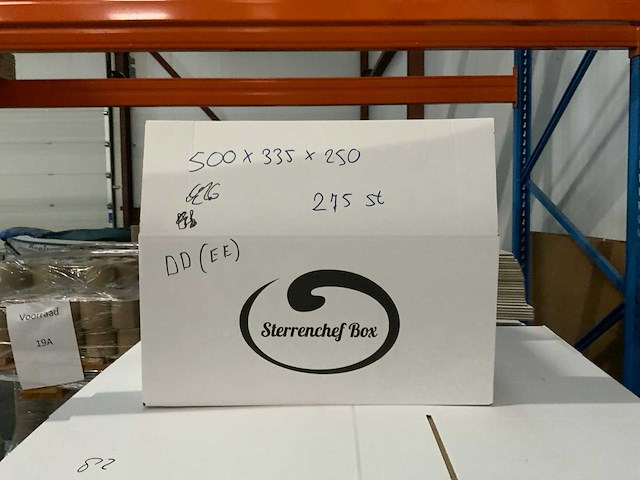 500 x 335 x 250
275 st
DD (EE)
Sterrenchef Box
Voorraad
19A